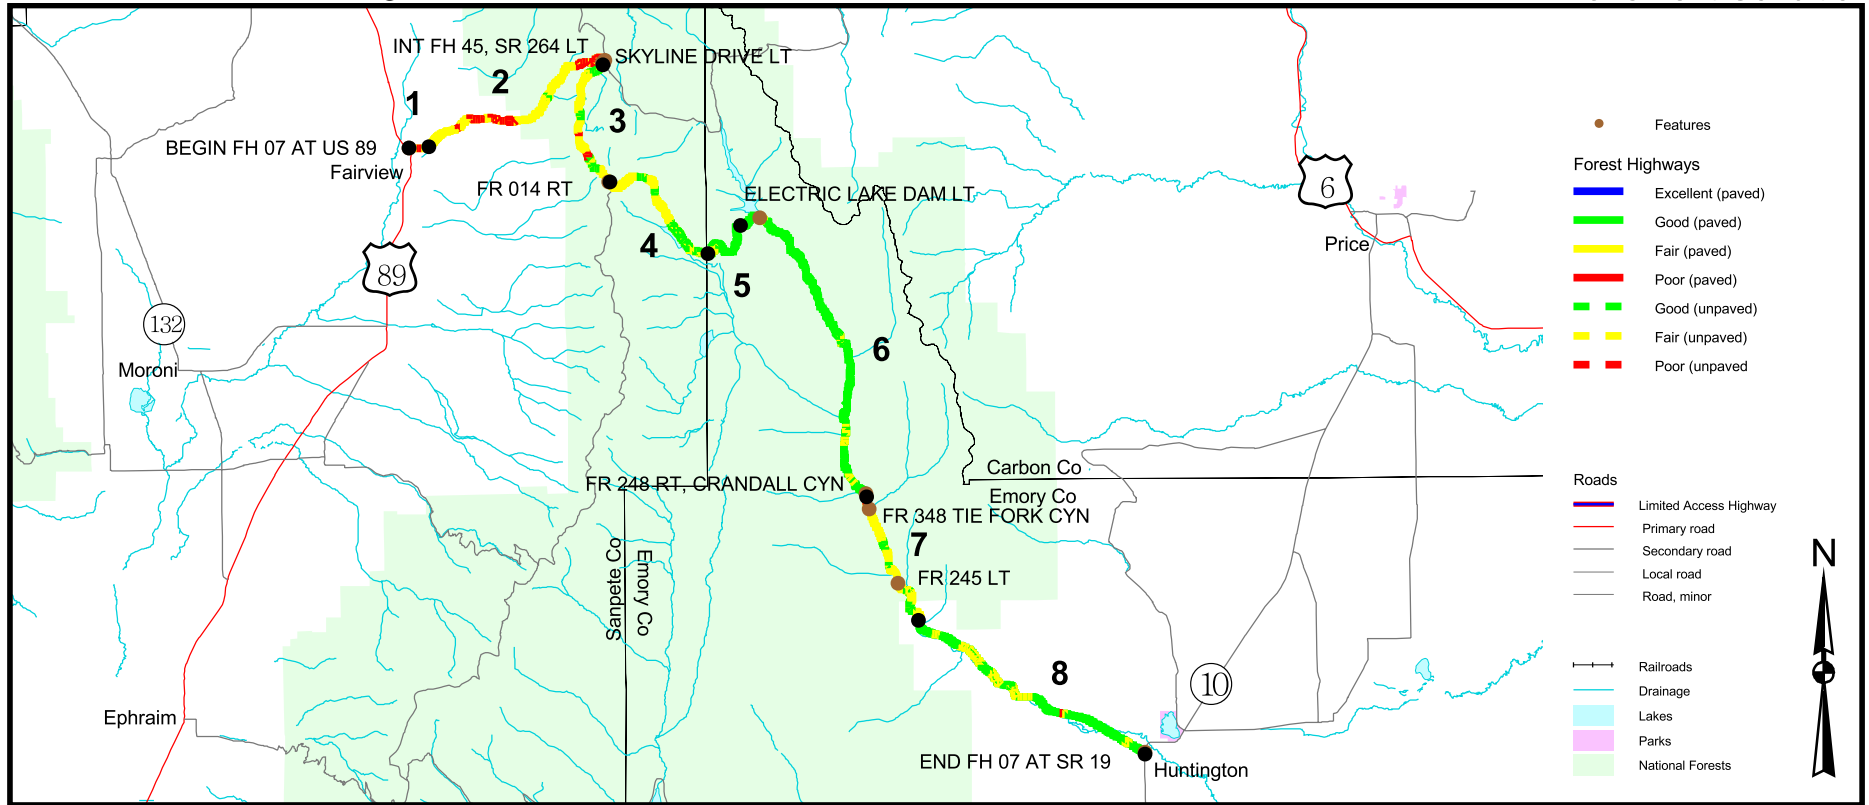 INT FH 45, SR 264 LT
SKYLINE DRIVE LT
2
1
3
BEGIN FH 07 AT US 89
Fairview
FR 014 RT
ELECTRIC LAKE DAM LT
4
5
89
6
Price
132
Moroni
6
FR 248 RT, CRANDALL CYN
Carbon Co
Emory Co
FR 348 TIE FORK CYN
7
FR 245 LT
Sanpete Co
Emory Co
8
10
Ephraim
END FH 07 AT SR 19
Huntington
Features
Forest Highways
Excellent (paved)
Good (paved)
Fair (paved)
Poor (paved)
Good (unpaved)
Fair (unpaved)
Poor (unpaved
Roads
Limited Access Highway
Primary road
Secondary road
Local road
Road, minor
N
Railroads
Drainage
Lakes
Parks
National Forests